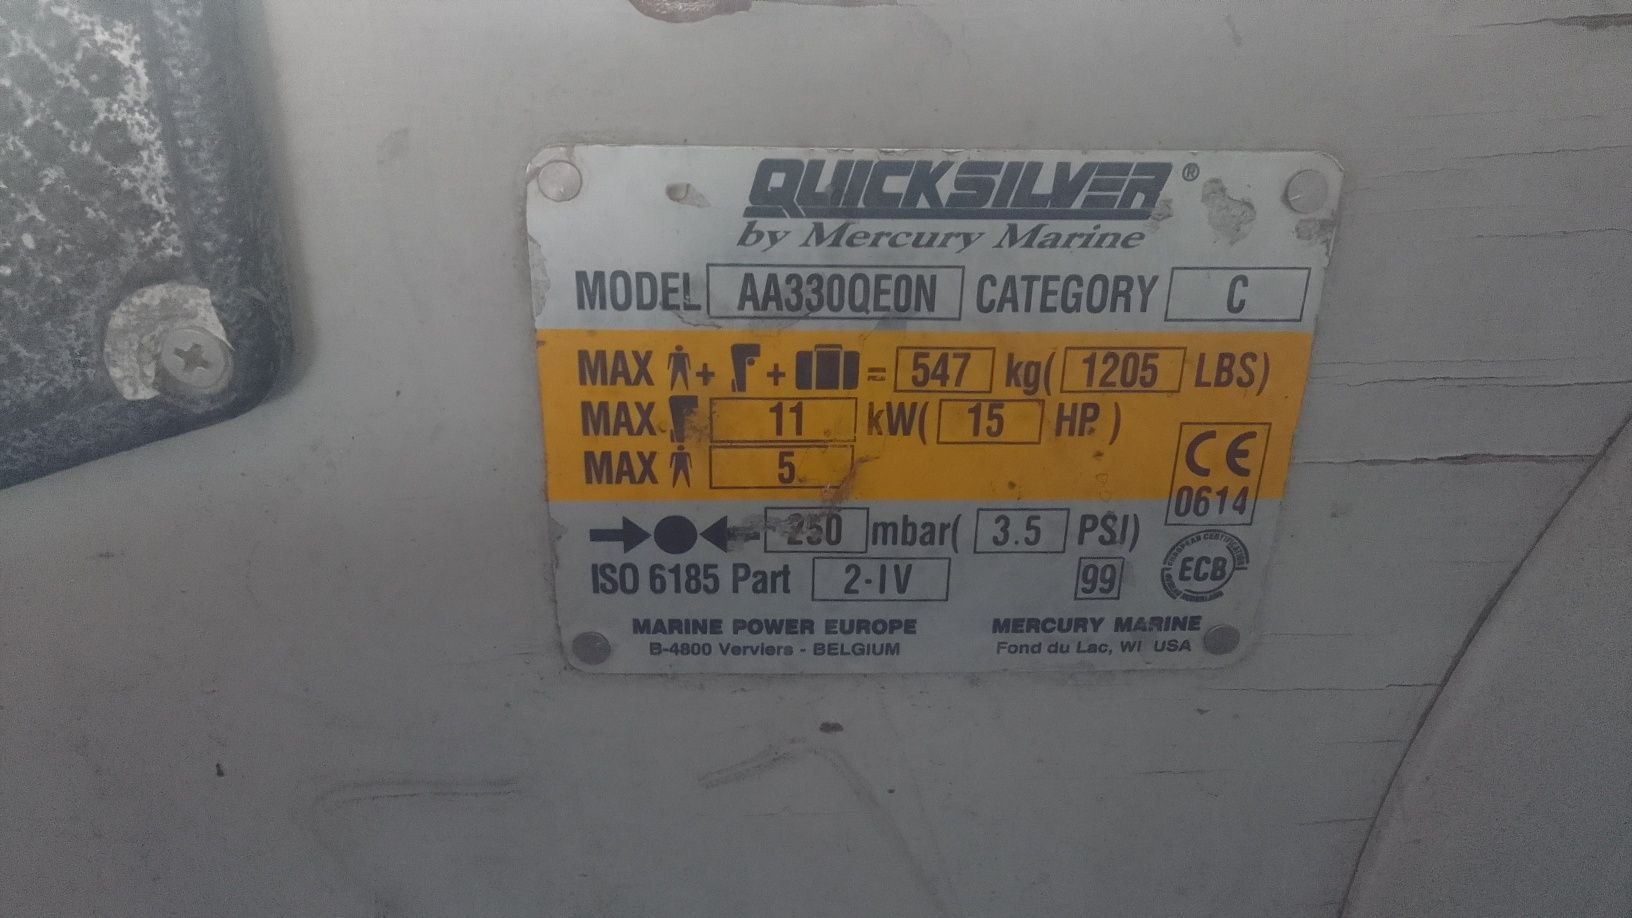 QUICKSILVER®
by Mercury Marine
MODEL AA330QE0N CATEGORY C
MAX + + = 547 kg( 1205 LBS)
MAX 11 kW( 15 HP. )
MAX 5
CE
0614
250 mbar( 3.5 PSI)
ISO 6185 Part 2-IV 99
ECB
MARINE POWER EUROPE
B-4800 Verviers - BELGIUM
MERCURY MARINE
Fond du Lac, WI USA